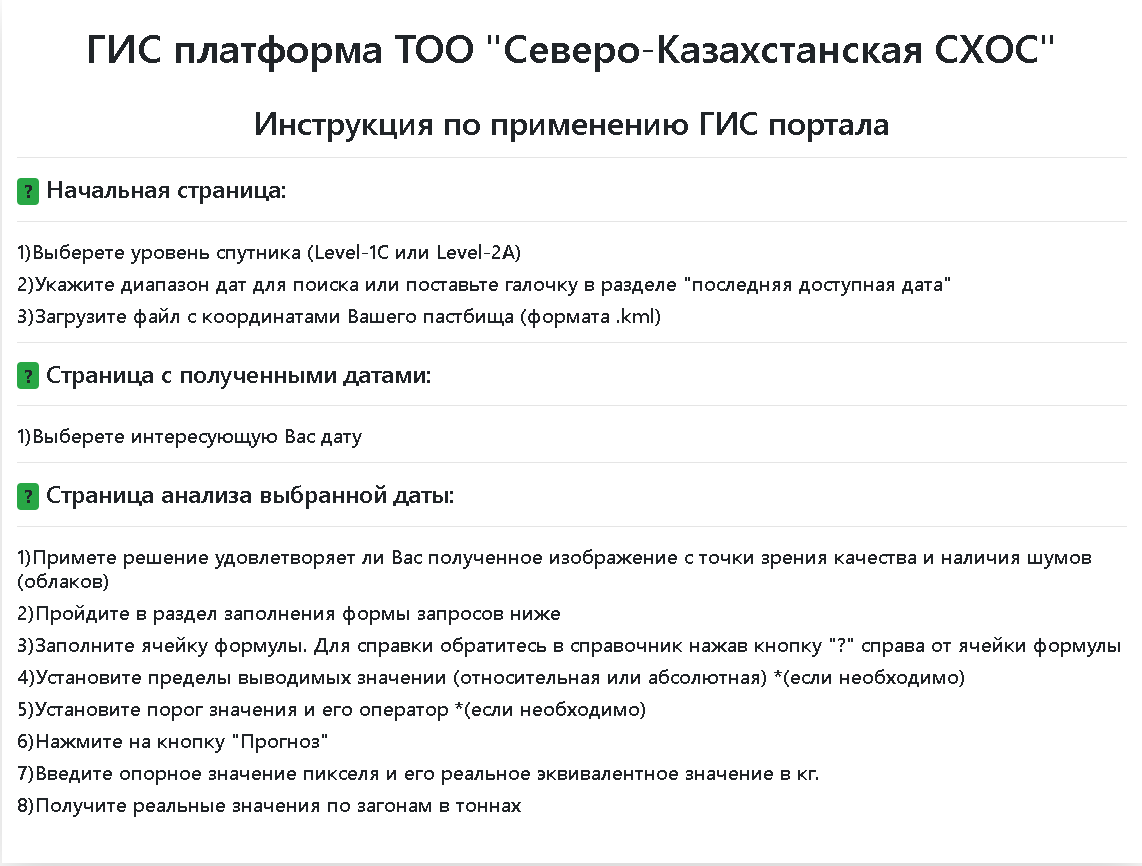 ГИС платформа ТОО "Северо-Казахстанская СХОС"
Инструкция по применению ГИС портала
? Начальная страница:
1)Выберете уровень спутника (Level-1C или Level-2A)
2)Укажите диапазон дат для поиска или поставьте галочку в разделе "последняя доступная дата"
3)Загрузите файл с координатами Вашего пастбища (формата .kml)
? Страница с полученными датами:
1)Выберете интересующую Вас дату
? Страница анализа выбранной даты:
1)Примете решение удовлетворяет ли Вас полученное изображение с точки зрения качества и наличия шумов
(облаков)
2)Пройдите в раздел заполнения формы запросов ниже
3)Заполните ячейку формулы. Для справки обратитесь в справочник нажав кнопку "?" справа от ячейки формулы
4)Установите пределы выводимых значении (относительная или абсолютная) *(если необходимо)
5)Установите порог значения и его оператор *(если необходимо)
6)Нажмите на кнопку "Прогноз"
7)Введите опорное значение пикселя и его реальное эквивалентное значение в кг.
8)Получите реальные значения по загонам в тоннах